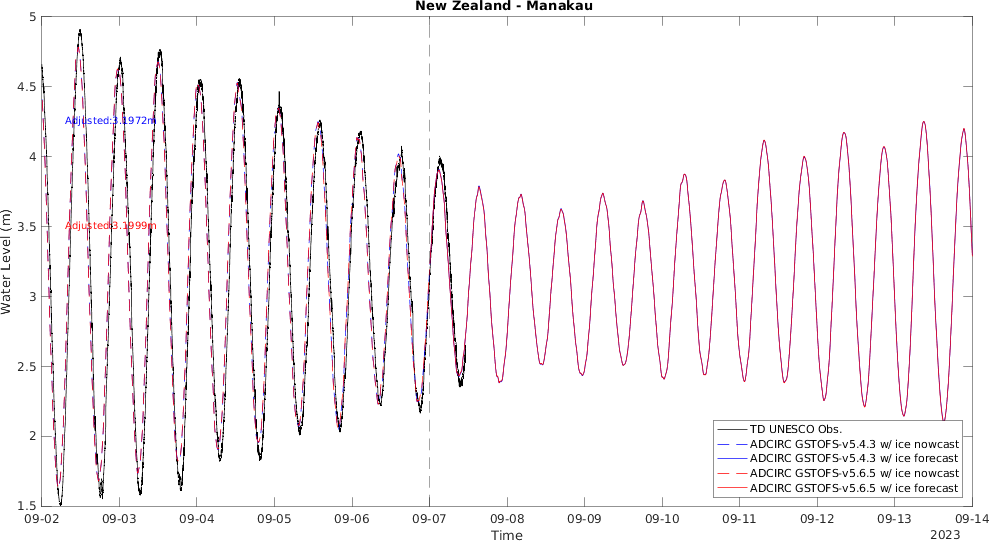 New Zealand - Manakau
5
4.5
4
3.5
3
2.5
2
1.5
Water Level (m)
Adjusted:3.1972m
Adjusted:3.1999m
TD UNESCO Obs.
ADCIRC GSTOFS-v5.4.3 w/ ice nowcast
ADCIRC GSTOFS-v5.4.3 w/ ice forecast
ADCIRC GSTOFS-v5.6.5 w/ ice nowcast
ADCIRC GSTOFS-v5.6.5 w/ ice forecast
09-02 09-03 09-04 09-05 09-06 09-07 09-08 09-09 09-10 09-11 09-12 09-13 09-14
Time
2023